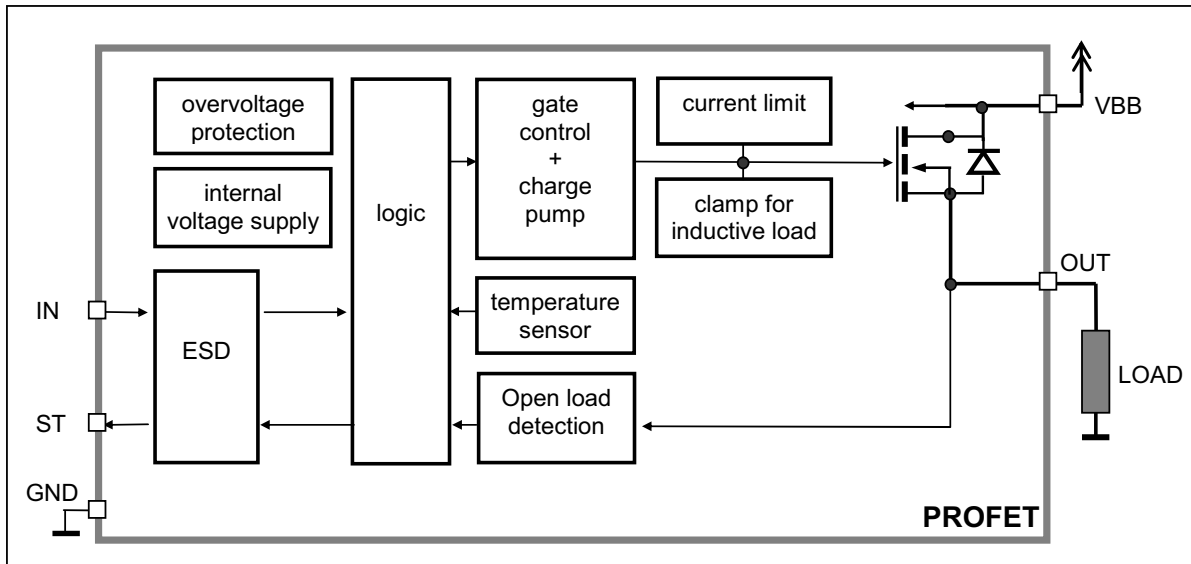 overvoltage
protection
internal
voltage supply
logic
gate
control
+
charge
pump
current limit
clamp for
inductive load
VBB
IN
ESD
temperature
sensor
OUT
LOAD
ST
Open load
detection
GND
PROFET